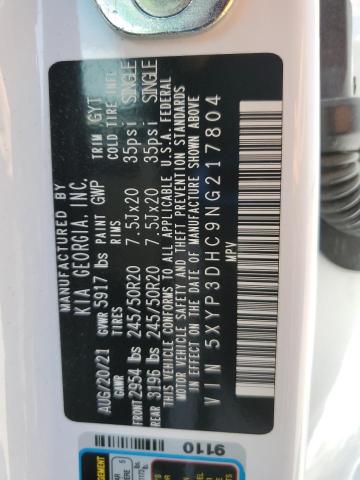 MANUFACTURED BY
KIA GEORGIA, INC.
AUG/20/21 GVWR 5917 lbs PAINT GWP TRIM GYT
GAWR TIRES RIMS COLD TIRE INFL
FRONT 2954 lbs 245/50R20 7.5Jx20 35psi SINGLE
REAR 3196 lbs 245/50R20 7.5Jx20 35psi SINGLE
THIS VEHICLE CONFORMS TO ALL APPLICABLE U.S.A. FEDERAL
MOTOR VEHICLE SAFETY AND THEFT PREVENTION STANDARDS
IN EFFECT ON THE DATE OF MANUFACTURE SHOWN ABOVE
VIN 5XYP3DHC9NG217804
MPV
9110